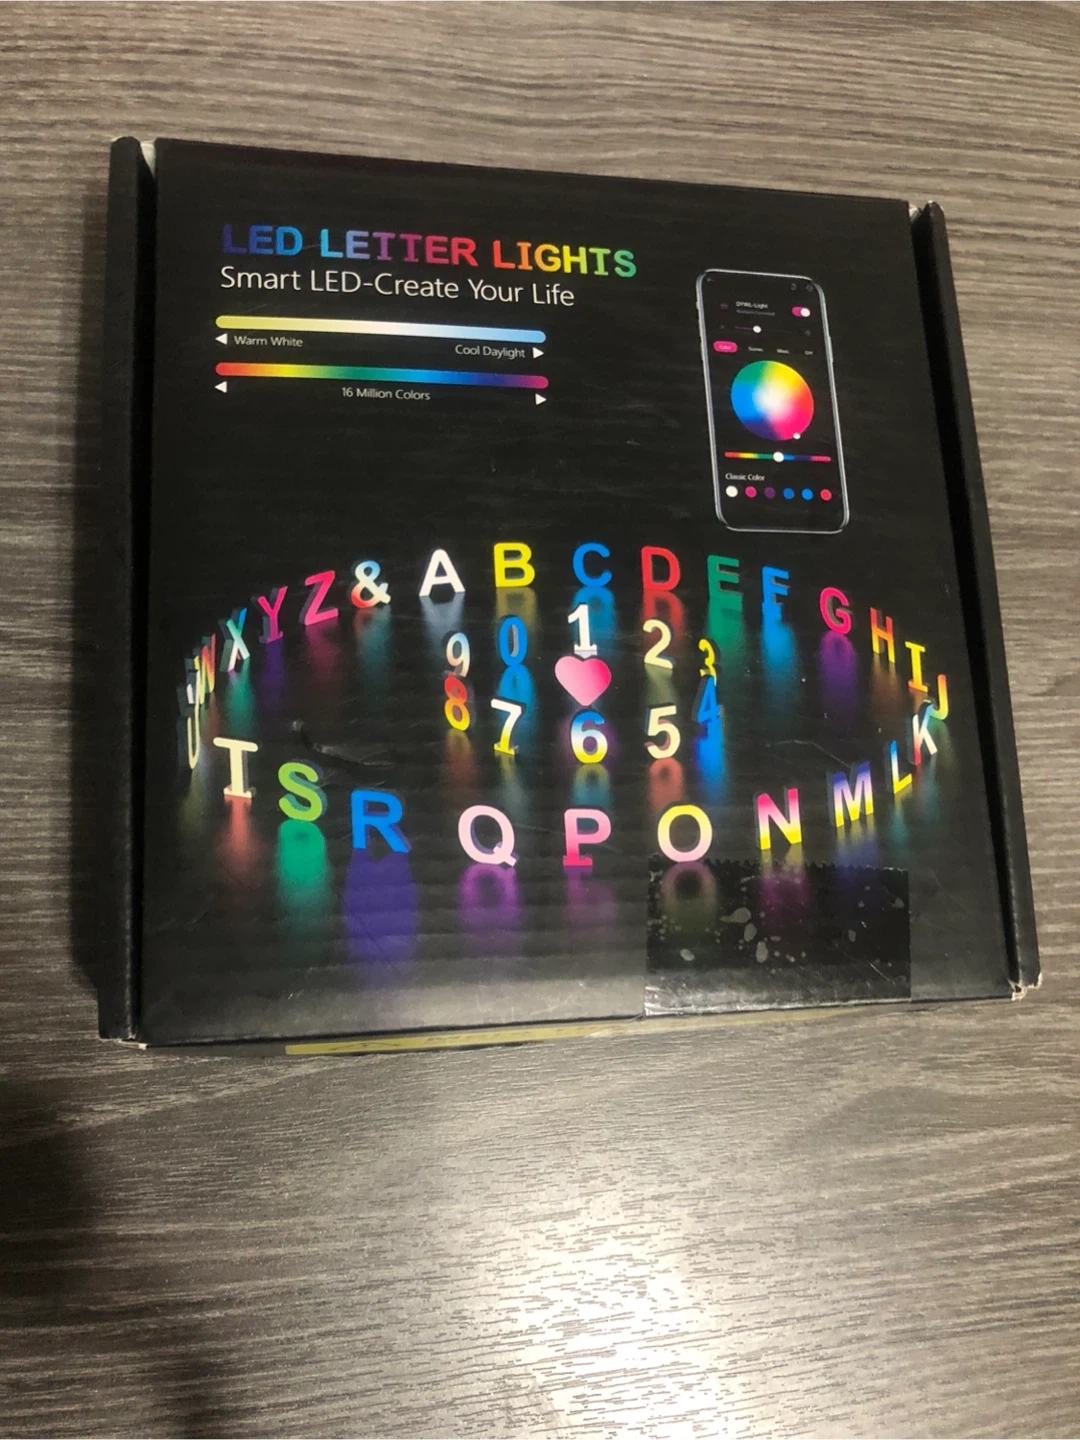 LED LETTER LIGHTS
Smart LED-Create Your Life
Warm White
Cool Daylight
16 Million Colors
Color
Classic Color
& A B C D E F G H I J K L M N O P Q R S I
W X Y Z
0 1 2 3 4 5 6 7 8 9